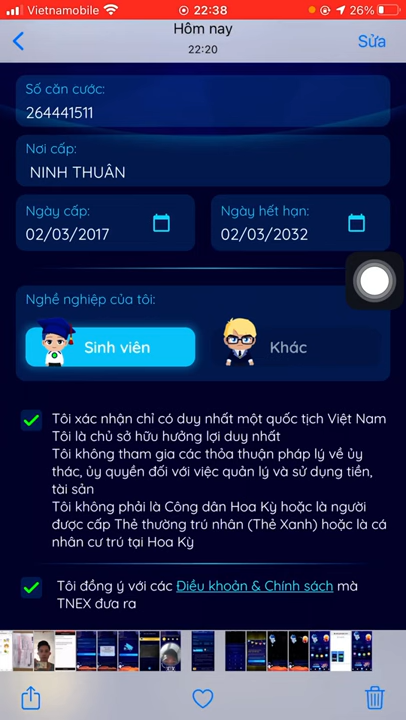 Vietnamobile
22:38
26%
Hôm nay
22:20
Sửa
Số căn cước:
264441511
Nơi cấp:
NINH THUÂN
Ngày cấp:
Ngày hết hạn:
02/03/2017
02/03/2032
Nghề nghiệp của tôi:
Sinh viên
Khác
Tôi xác nhận chỉ có duy nhất một quốc tịch Việt Nam
Tôi là chủ sở hữu hưởng lợi duy nhất
Tôi không tham gia các thỏa thuận pháp lý về ủy
thác, ủy quyền đối với việc quản lý và sử dụng tiền,
tài sản
Tôi không phải là Công dân Hoa Kỳ hoặc là người
được cấp Thẻ thường trú nhân (Thẻ Xanh) hoặc là cá
nhân cư trú tại Hoa Kỳ
Tôi đồng ý với các Điều khoản & Chính sách mà
TNEX đưa ra